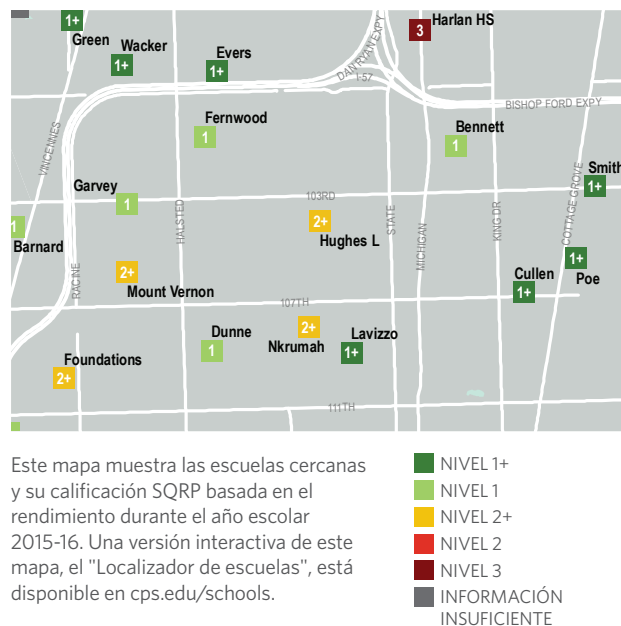 Harlan HS
3
Green
1+
Wacker
1+
Evers
1+
DAN RYAN EXPY
I-57
BISHOP FORD EXPY
VINCENNES
Fernwood
1
Bennett
1
Smith
1+
Garvey
1
103RD
HALSTED
2+
Hughes L
STATE
MICHIGAN
KING DR
COTTAGE GROVE
1
Barnard
RACINE
2+
Mount Vernon
Cullen
1+
1+
Poe
107TH
Dunne
1
2+
Nkrumah
Lavizzo
1+
Foundations
2+
111TH
Este mapa muestra las escuelas cercanas
y su calificación SQRP basada en el
rendimiento durante el año escolar
2015-16. Una versión interactiva de este
mapa, el "Localizador de escuelas", está
disponible en cps.edu/schools.
NIVEL 1+
NIVEL 1
NIVEL 2+
NIVEL 2
NIVEL 3
INFORMACIÓN
INSUFICIENTE